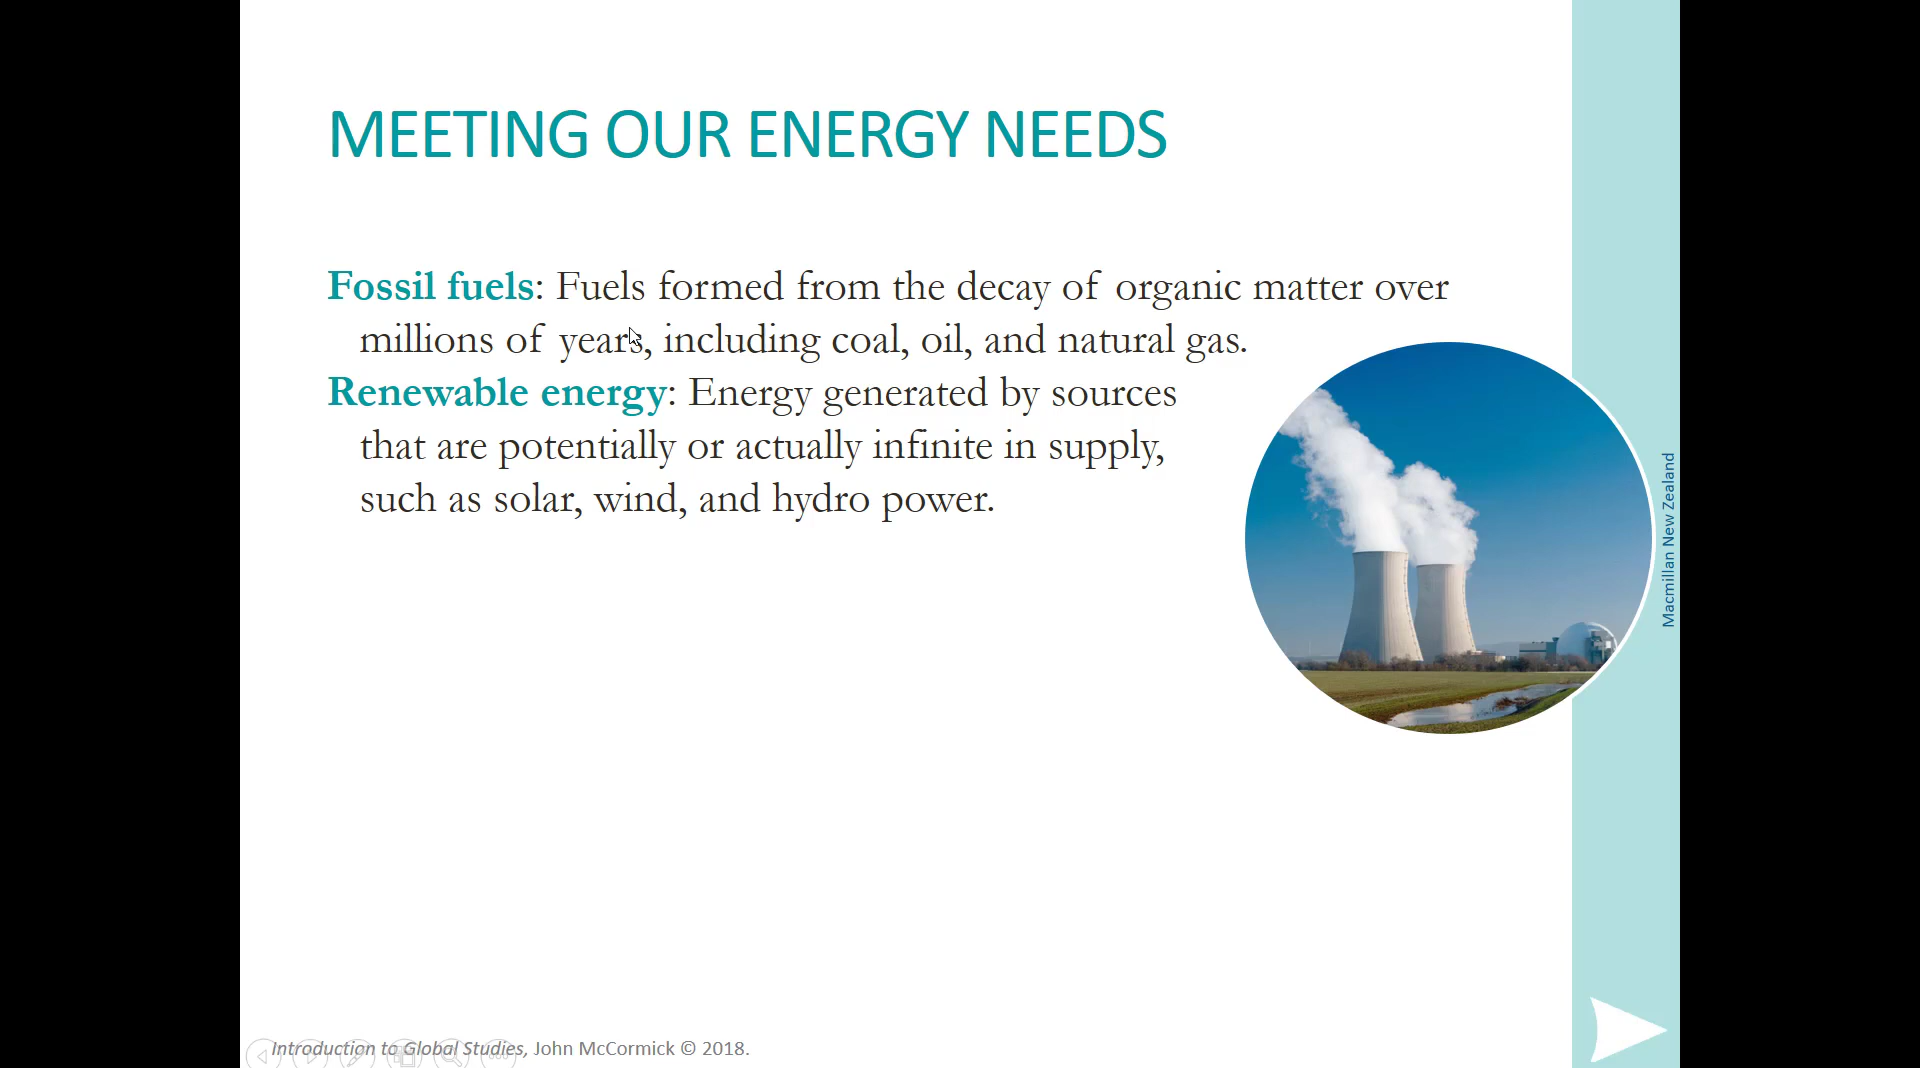 MEETING OUR ENERGY NEEDS
Fossil fuels: Fuels formed from the decay of organic matter over
millions of years, including coal, oil, and natural gas.
Renewable energy: Energy generated by sources
that are potentially or actually infinite in supply,
such as solar, wind, and hydro power.
Macmillan New Zealand
Introduction to Global Studies, John McCormick © 2018.